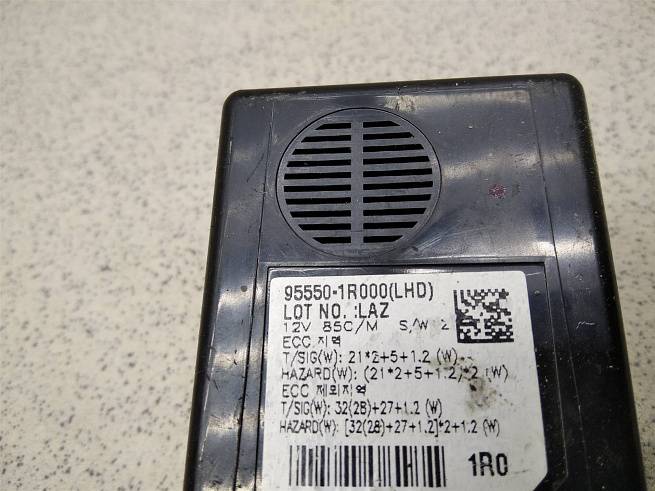 95550-1R000(LHD)
LOT NO. :LAZ
12V 85C/M S/W 2
ECC 지역
T/SIG(W): 21*2+5+1.2 (W)
HAZARD(W): (21*2+5+1.2)*2 (W)
ECC 제외지역
T/SIG(W): 32(28)+27+1.2 (W)
HAZARD(W): [32(28)+27+1.2]*2+1.2 (W)
1R0